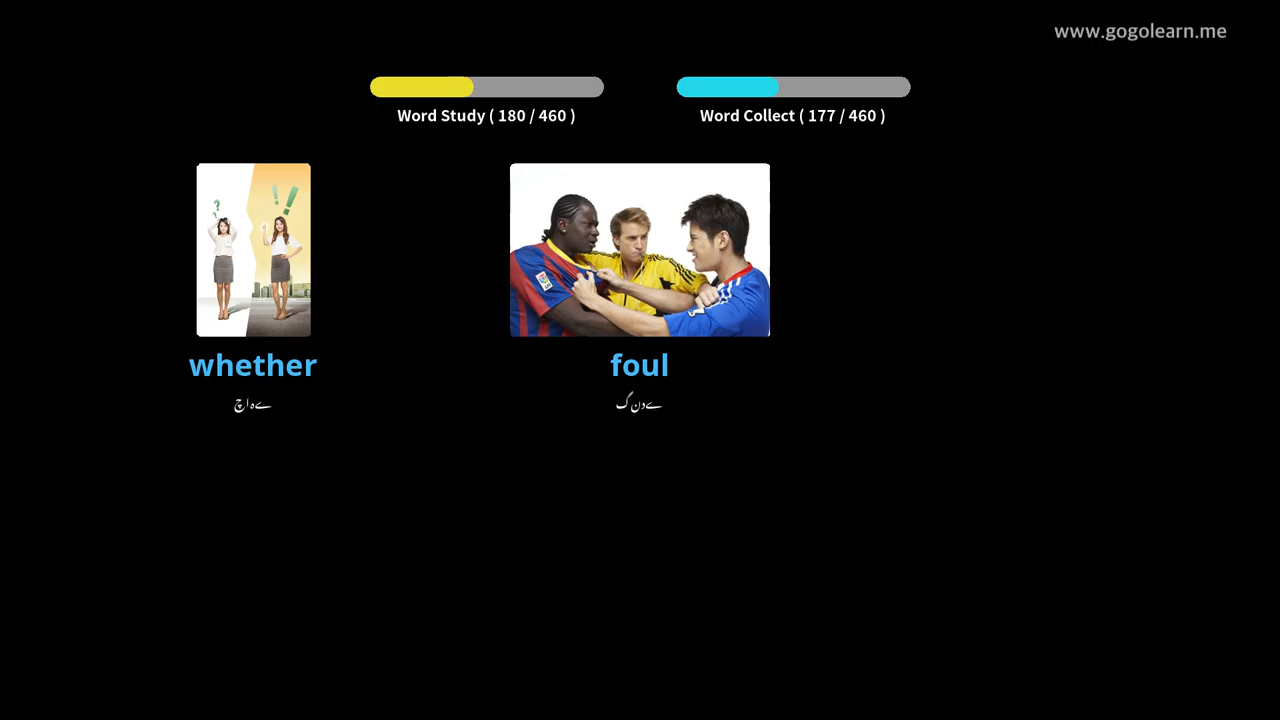 www.gogolearn.me
Word Study ( 180 / 460 ) Word Collect ( 177 / 460 )
whether foul
چاہے گندے